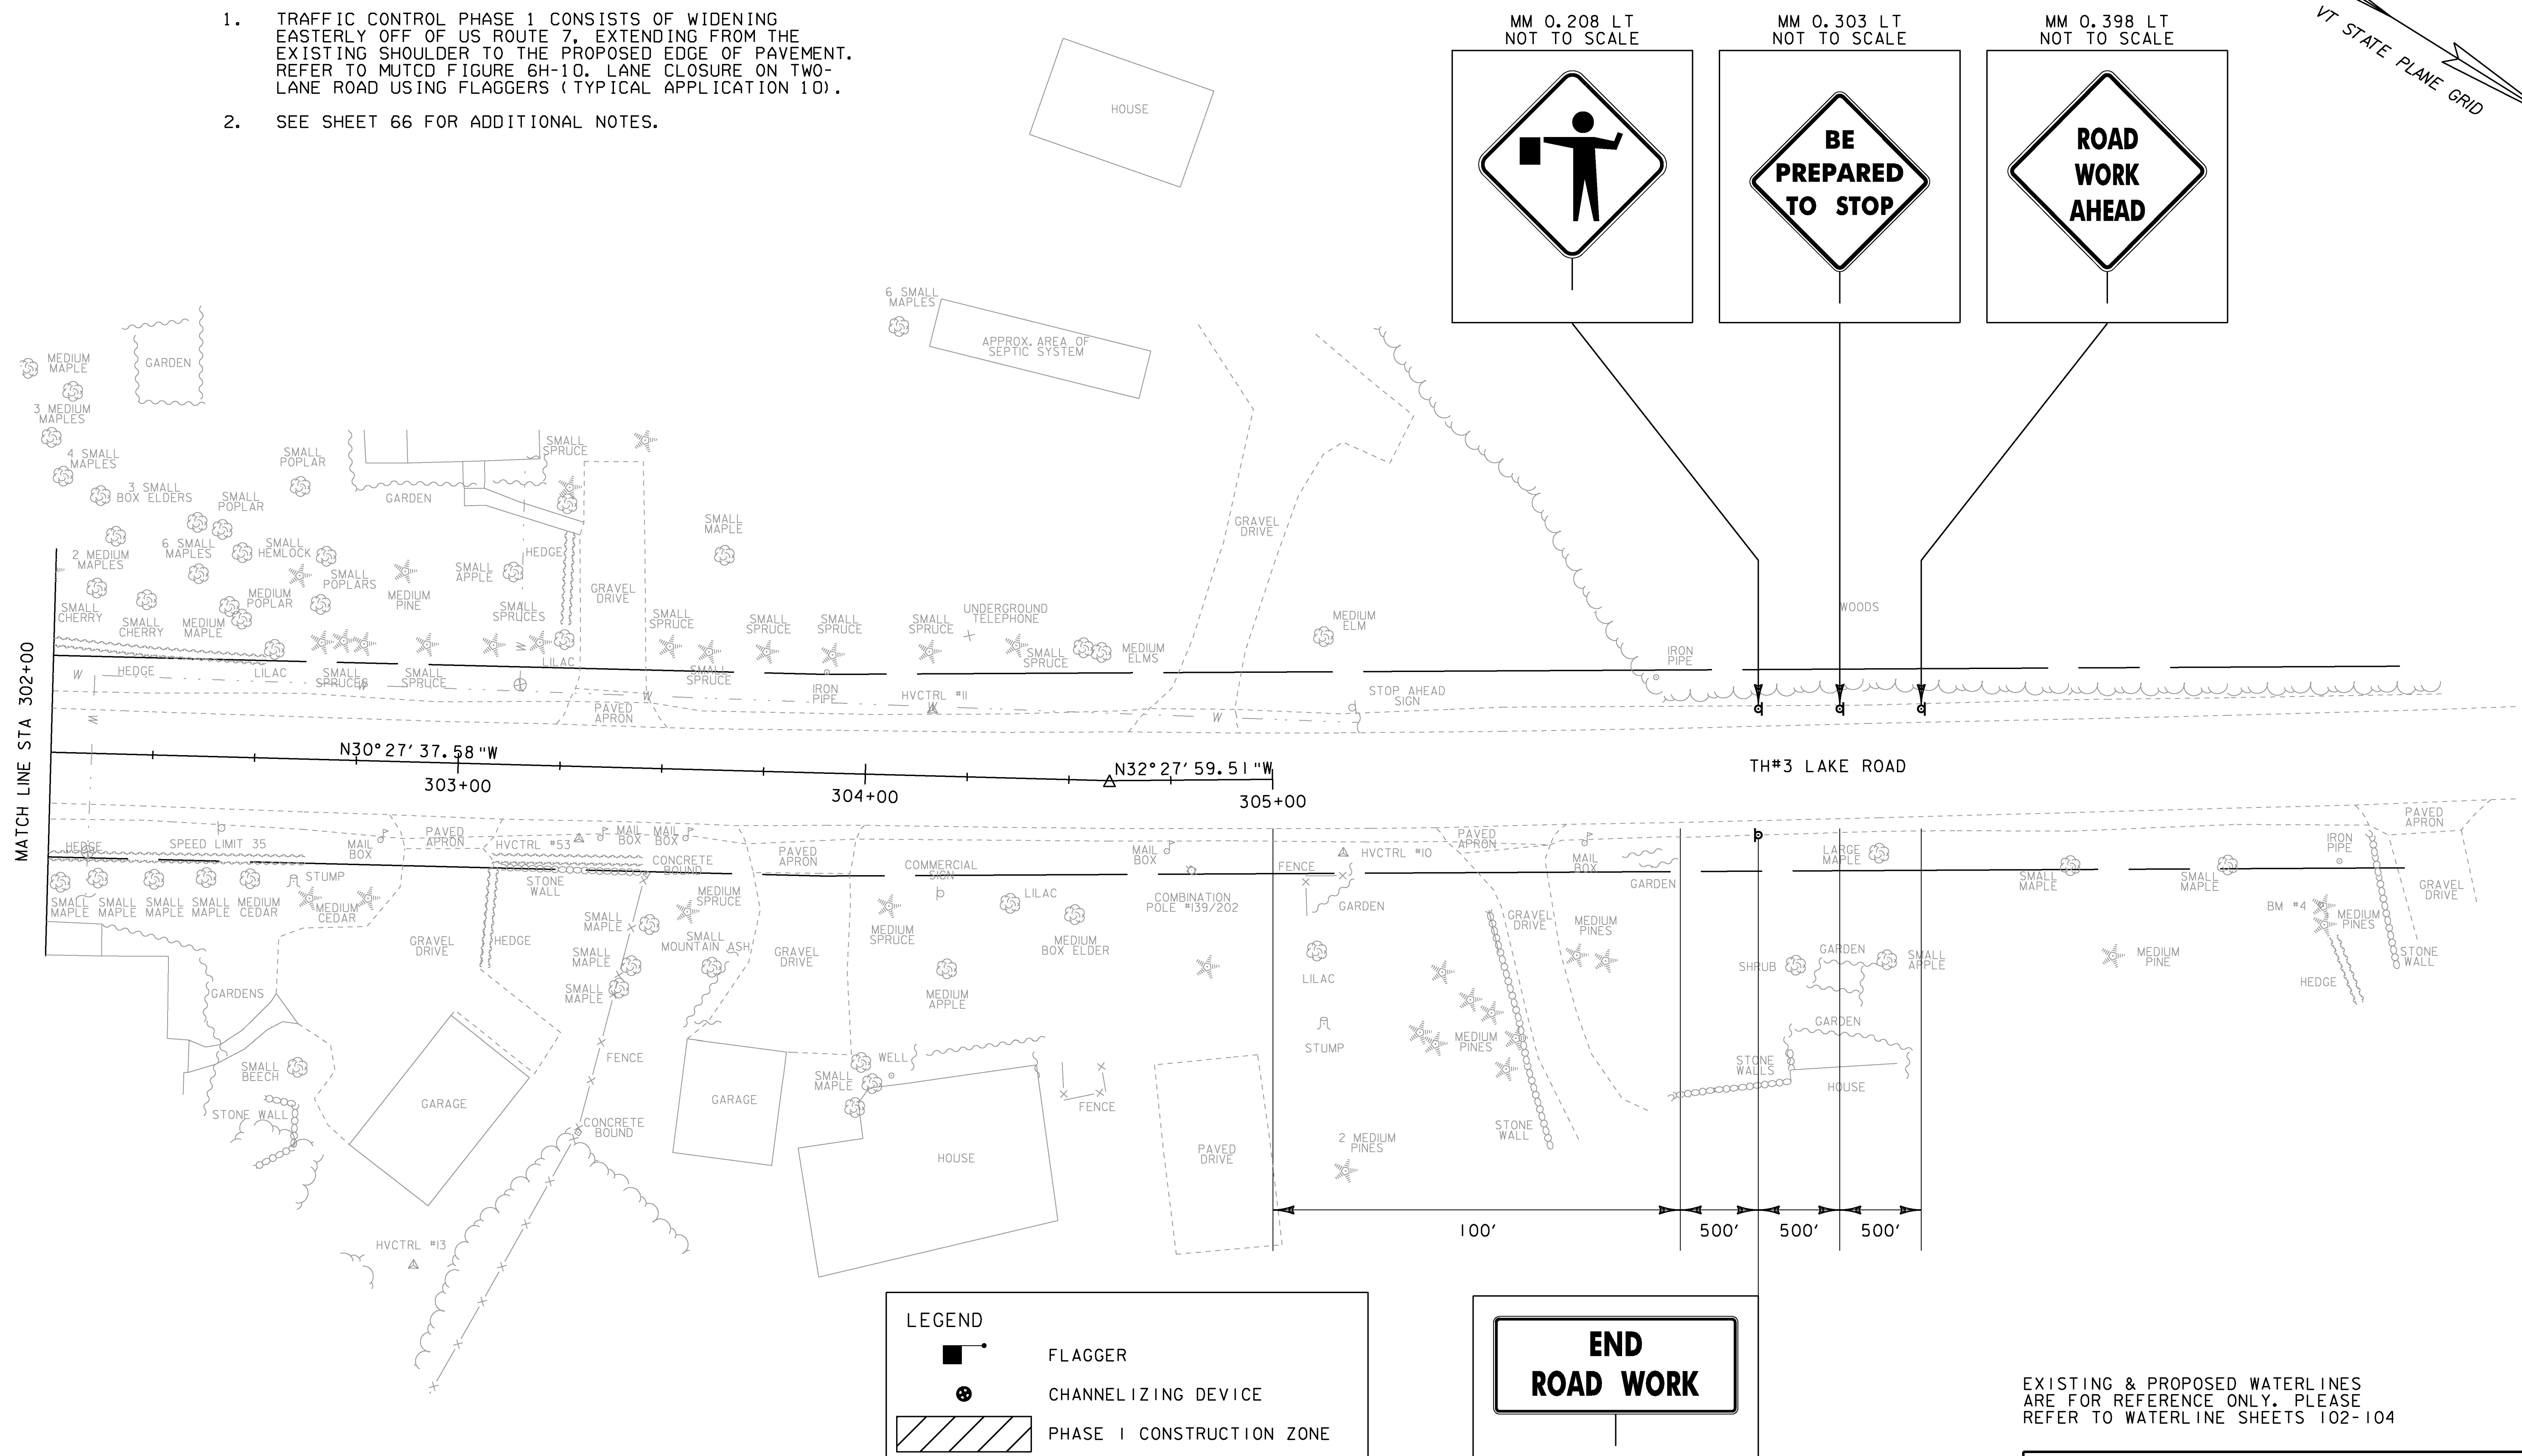 1. TRAFFIC CONTROL PHASE 1 CONSISTS OF WIDENING
EASTERLY OFF OF US ROUTE 7, EXTENDING FROM THE
EXISTING SHOULDER TO THE PROPOSED EDGE OF PAVEMENT.
REFER TO MUTCD FIGURE 6H-10. LANE CLOSURE ON TWO-
LANE ROAD USING FLAGGERS (TYPICAL APPLICATION 10).
2. SEE SHEET 66 FOR ADDITIONAL NOTES.
MM 0.208 LT
NOT TO SCALE
MM 0.303 LT
NOT TO SCALE
BE
PREPARED
TO STOP
MM 0.398 LT
NOT TO SCALE
ROAD
WORK
AHEAD
VT STATE PLANE GRID
HOUSE
6 SMALL
MAPLES
APPROX. AREA OF
SEPTIC SYSTEM
MEDIUM
MAPLE
GARDEN
3 MEDIUM
MAPLES
4 SMALL
MAPLES
3 SMALL
BOX ELDERS
SMALL
POPLAR
SMALL
POPLAR
GARDEN
SMALL
SPRUCE
SMALL
MAPLE
GRAVEL
DRIVE
2 MEDIUM
MAPLES
6 SMALL
MAPLES
SMALL
HEMLOCK
HEDGE
SMALL
POPLARS
SMALL
APPLE
GRAVEL
DRIVE
SMALL
CHERRY
SMALL
CHERRY
MEDIUM
MAPLE
MEDIUM
POPLAR
MEDIUM
PINE
SMALL
SPRUCES
SMALL
SPRUCE
SMALL
SPRUCE
SMALL
SPRUCE
SMALL
SPRUCE
UNDERGROUND
TELEPHONE
SMALL
SPRUCE
MEDIUM
ELMS
MEDIUM
ELM
WOODS
IRON
PIPE
HEDGE
LILAC
SMALL
SPRUCES
SMALL
SPRUCE
LILAC
SMALL
SPRUCE
IRON
PIPE
HVCTRL #11
STOP AHEAD
SIGN
W
W
W
W
W
W
W
PAVED
APRON
MATCH LINE STA 302+00
N30°27'37.58"W
303+00
304+00
N32°27'59.51"W
305+00
TH#3 LAKE ROAD
HEDGE
SPEED LIMIT 35
MAIL
BOX
PAVED
APRON
HVCTRL #53
MAIL
BOX
MAIL
BOX
CONCRETE
BOUND
PAVED
APRON
COMMERCIAL
SIGN
MAIL
BOX
FENCE
HVCTRL #10
PAVED
APRON
MAIL
BOX
GARDEN
LARGE
MAPLE
SMALL
MAPLE
SMALL
MAPLE
IRON
PIPE
PAVED
APRON
GRAVEL
DRIVE
STUMP
SMALL
MAPLE
SMALL
MAPLE
SMALL
MAPLE
SMALL
MAPLE
MEDIUM
CEDAR
MEDIUM
CEDAR
STONE
WALL
MEDIUM
SPRUCE
SMALL
MAPLE
GRAVEL
DRIVE
HEDGE
SMALL
MOUNTAIN ASH
SMALL
MAPLE
SMALL
MAPLE
GRAVEL
DRIVE
MEDIUM
SPRUCE
LILAC
MEDIUM
BOX ELDER
COMBINATION
POLE #139/202
GARDEN
LILAC
GRAVEL
DRIVE
MEDIUM
PINES
SHRUB
GARDEN
SMALL
APPLE
MEDIUM
PINE
BM #4
MEDIUM
PINES
HEDGE
STONE
WALL
GARDENS
MEDIUM
APPLE
STUMP
MEDIUM
PINES
GARDEN
STONE
WALLS
HOUSE
SMALL
BEECH
STONE WALL
GARAGE
FENCE
CONCRETE
BOUND
GARAGE
WELL
SMALL
MAPLE
HOUSE
FENCE
PAVED
DRIVE
2 MEDIUM
PINES
STONE
WALL
HVCTRL #13
100'
500'
500'
500'
LEGEND
FLAGGER
CHANNELIZING DEVICE
PHASE 1 CONSTRUCTION ZONE
END
ROAD WORK
EXISTING & PROPOSED WATERLINES
ARE FOR REFERENCE ONLY. PLEASE
REFER TO WATERLINE SHEETS 102-104